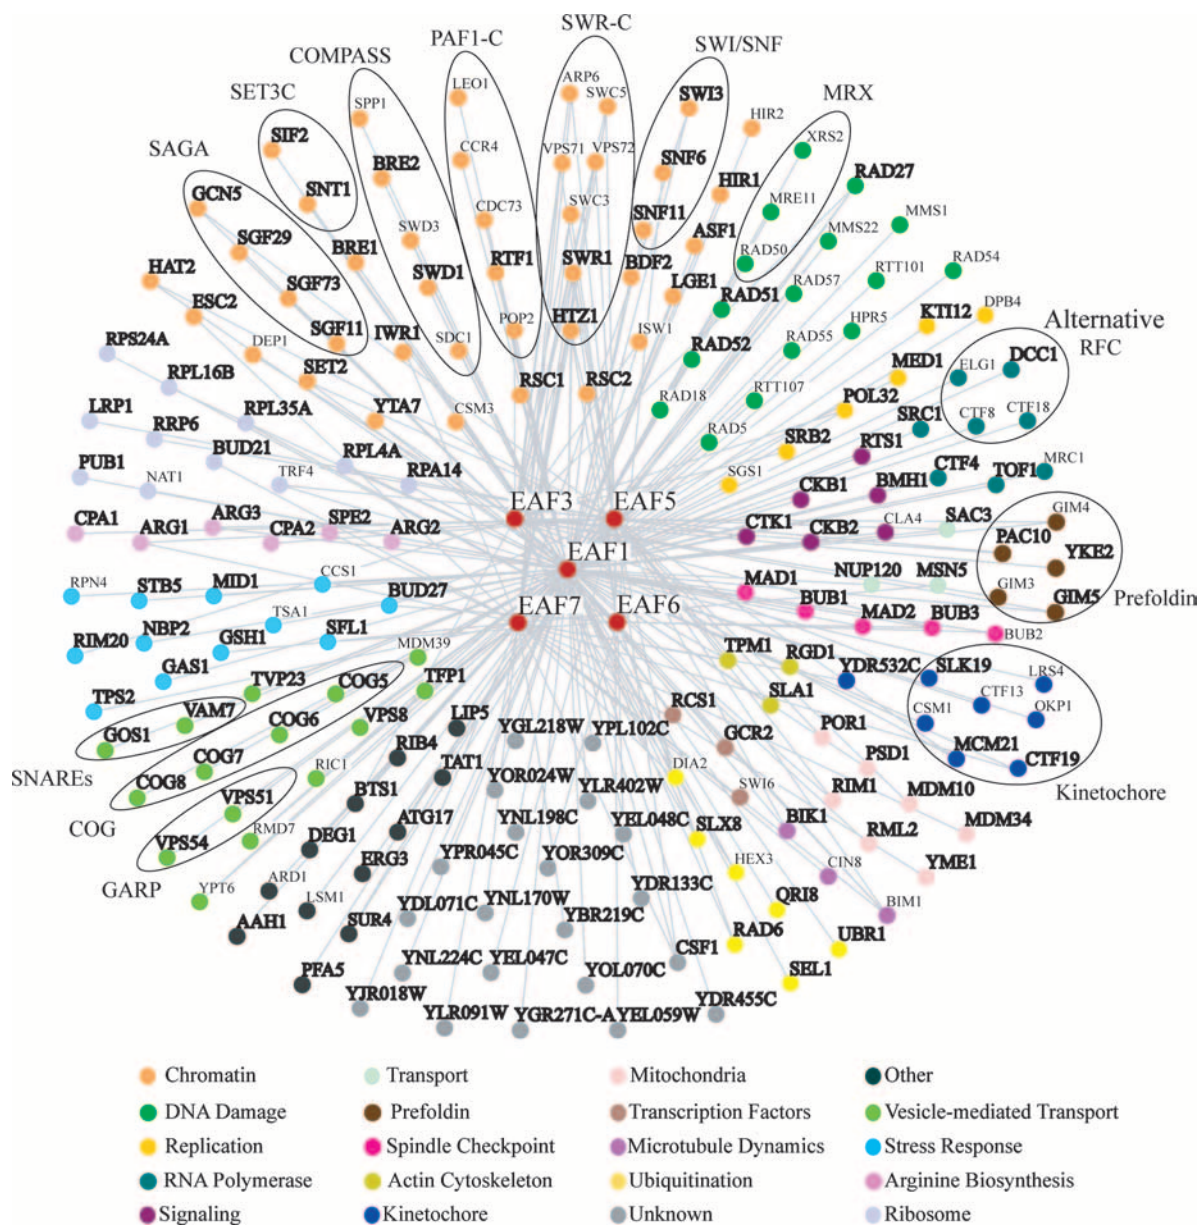 SWR-C
PAF1-C
SWI/SNF
COMPASS
LEO1
ARP6
SWC5
SET3C
SPP1
SWI3
MRX
HIR2
SIF2
CCR4
VPS71
VPS72
XRS2
SAGA
BRE2
SNF6
RAD27
GCN5
SNT1
CDC73
SWC3
SNF11
HIR1
MRE11
MMS1
SGF29
BRE1
SWD3
RTF1
SWR1
BDF2
ASF1
RAD50
MMS22
HAT2
SGF73
SWD1
HTZ1
LGE1
RAD51
RAD57
RTT101
RAD54
ESC2
SGF11
IWR1
SDC1
POP2
ISW1
RAD52
RAD55
HPR5
KTI12
DPB4
RPS24A
DEP1
SET2
RSC1
RSC2
RAD18
RTT107
MED1
Alternative
RFC
ELG1
DCC1
RPL16B
YTA7
CSM3
RAD5
POL32
SRC1
CTF8
CTF18
LRP1
RRP6
RPL35A
BUD21
RPL4A
RPA14
SRB2
RTS1
PUB1
NAT1
TRF4
SGS1
CKB1
BMH1
CTF4
TOF1
MRC1
CPA1
ARG1
ARG3
CPA2
SPE2
ARG2
EAF3
EAF5
CTK1
CKB2
CLA4
SAC3
PAC10
GIM4
YKE2
EAF1
RPN4
STB5
MID1
CCS1
BUD27
MAD1
NUP120
MSN5
GIM3
GIM5
Prefoldin
EAF7
EAF6
BUB1
MAD2
BUB3
BUB2
RIM20
NBP2
GSH1
TSA1
SFL1
MDM39
TPM1
RGD1
YDR532C
SLK19
LRS4
GAS1
TVP23
COG5
TFP1
RCS1
SLA1
CTF13
CSM1
OKP1
TPS2
VAM7
COG6
VPS8
LIP5
YGL218W
YPL102C
GCR2
POR1
MCM21
CTF19
GOS1
COG7
RIB4
PSD1
SNAREs
COG8
RIC1
TAT1
YOR024W
YLR402W
DIA2
SWI6
RIM1
MDM10
Kinetochore
COG
VPS51
BTS1
ATG17
YNL198C
YEL048C
SLX8
BIK1
RML2
MDM34
VPS54
RMD7
DEG1
ERG3
YPR045C
YOR309C
HEX3
CIN8
YME1
GARP
YPT6
ARD1
LSM1
YDL071C
YNL170W
YDR133C
QRI8
BIM1
AAH1
SUR4
YBR219C
RAD6
UBR1
PFA5
YNL224C
YEL047C
YOL070C
CSF1
SEL1
YJR018W
YLR091W
YGR271C-A
YEL059W
YDR455C
Chromatin
Transport
Mitochondria
Other
DNA Damage
Prefoldin
Transcription Factors
Vesicle-mediated Transport
Replication
Spindle Checkpoint
Microtubule Dynamics
Stress Response
RNA Polymerase
Actin Cytoskeleton
Ubiquitination
Arginine Biosynthesis
Signaling
Kinetochore
Unknown
Ribosome